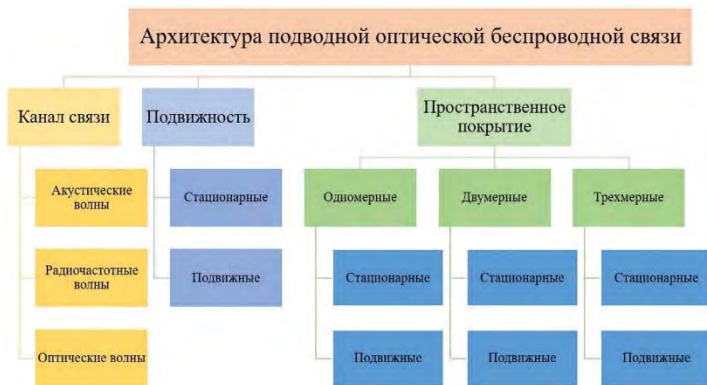 Архитектура подводной оптической беспроводной связи
Канал связи
Подвижность
Пространственное
покрытие
Акустические
волны
Стационарные
Одномерные
Двумерные
Трехмерные
Радиочастотные
волны
Подвижные
Стационарные
Стационарные
Стационарные
Оптические волны
Подвижные
Подвижные
Подвижные